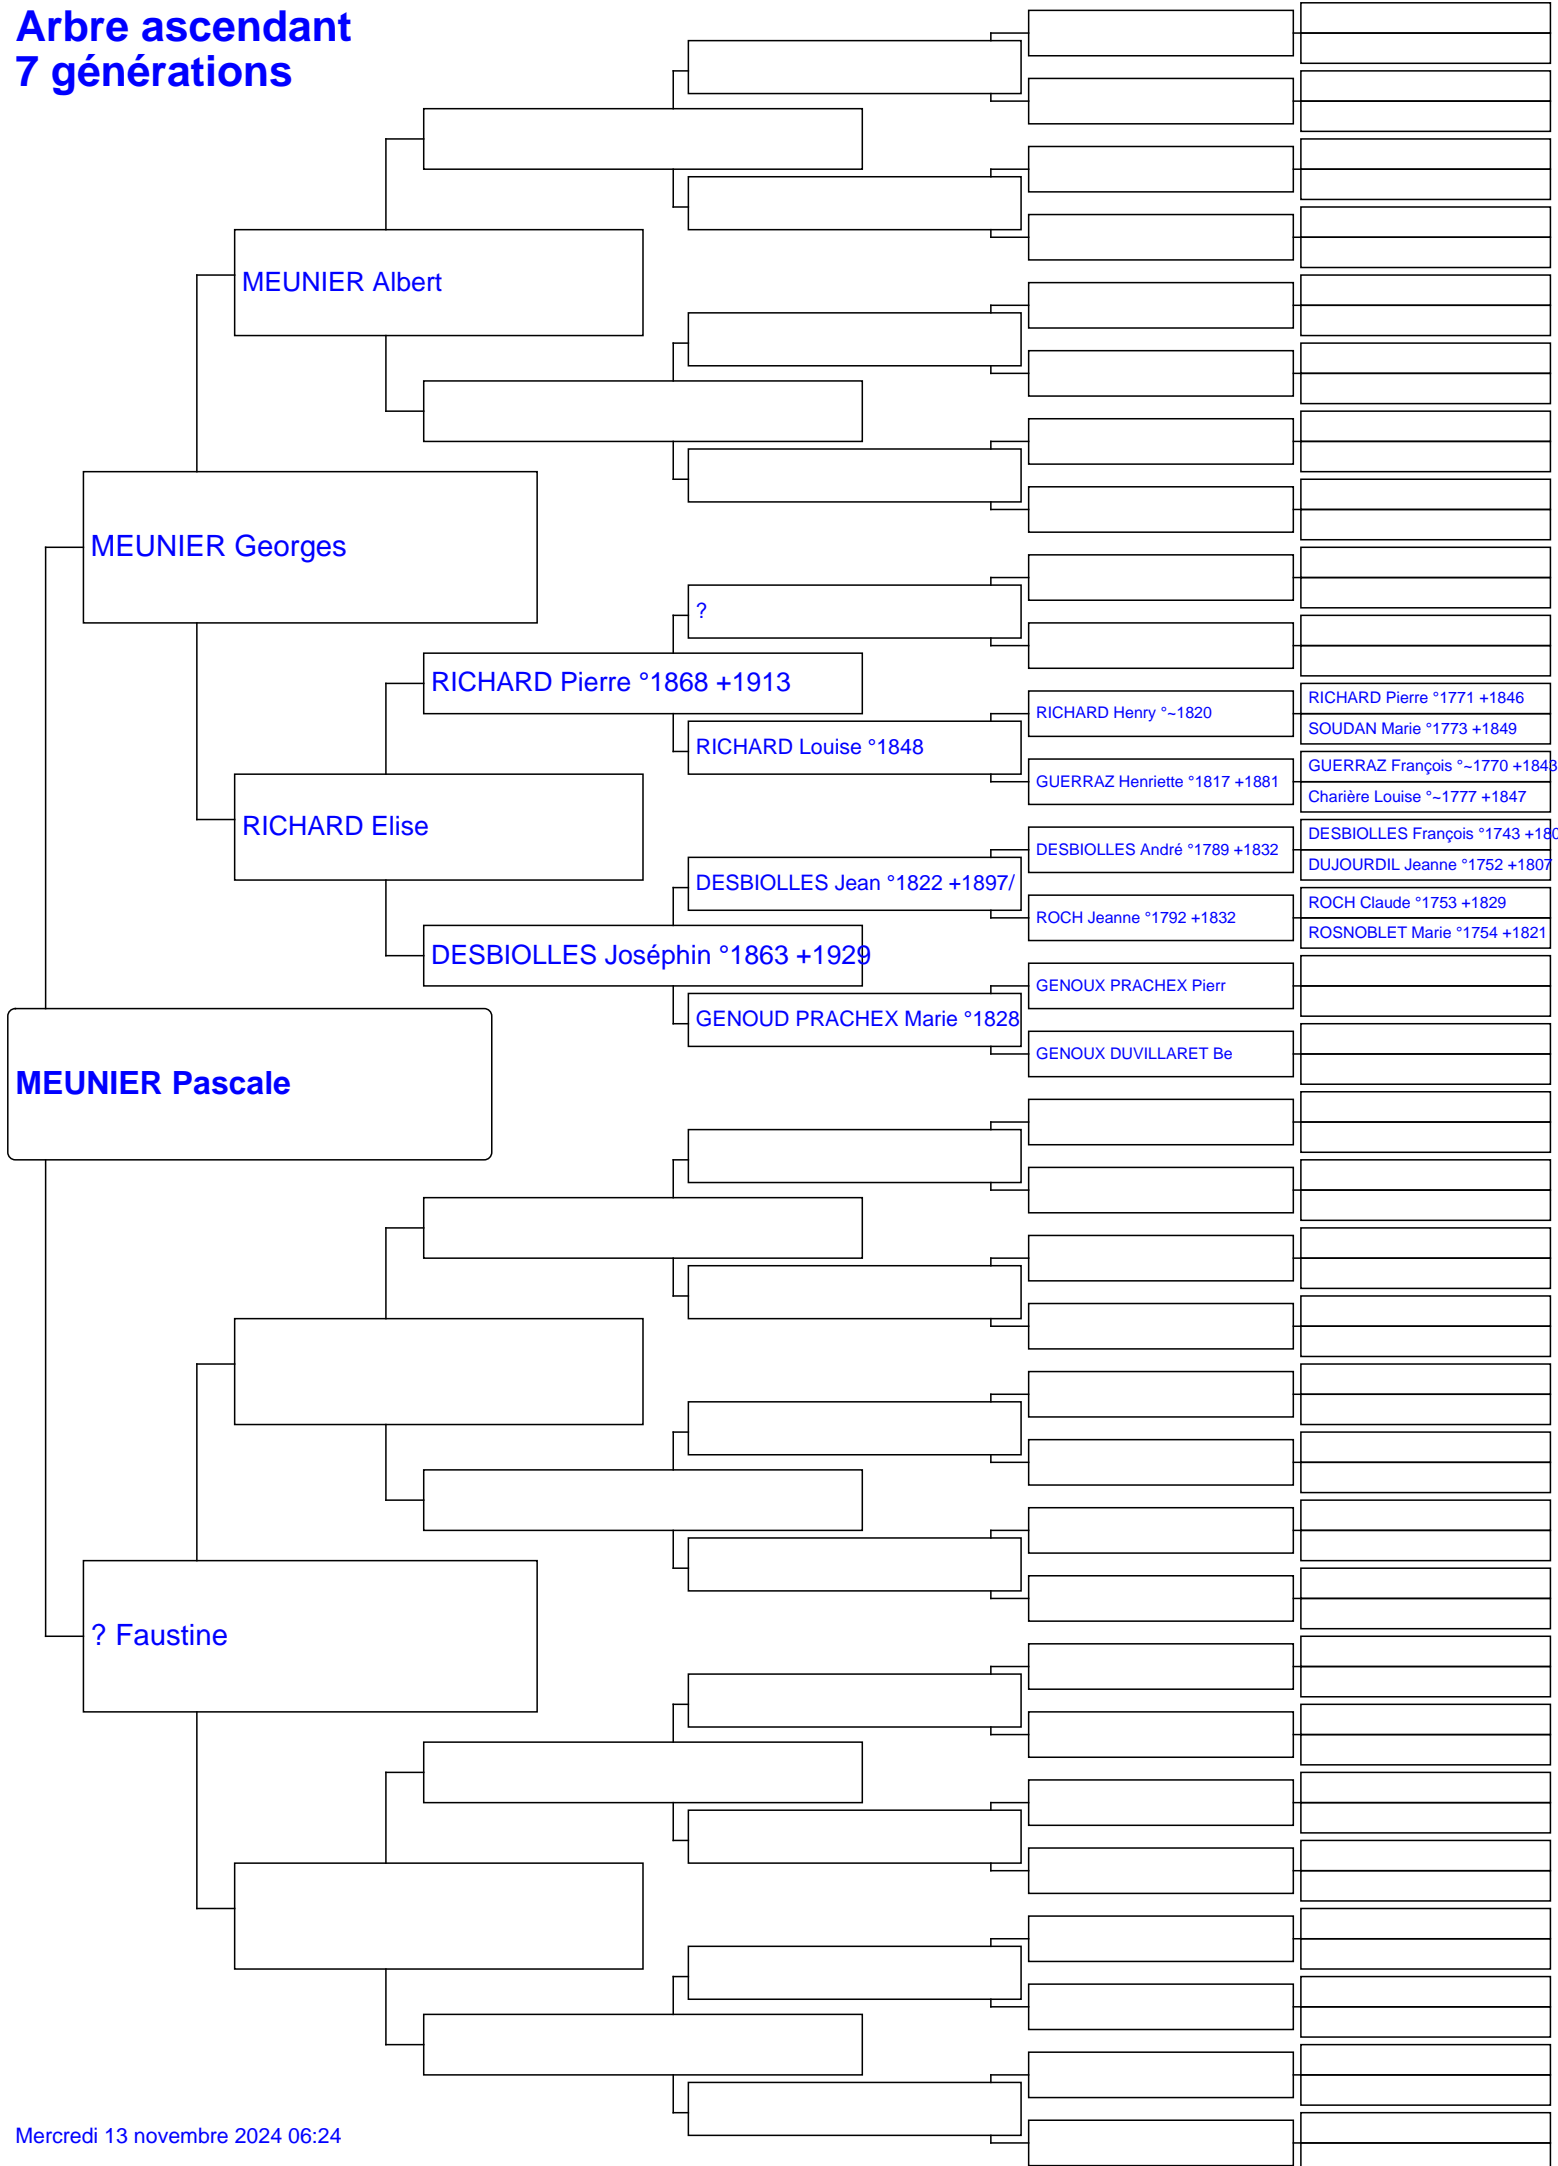 Arbre ascendant
7 générations
MEUNIER Albert
MEUNIER Georges
?
RICHARD Pierre °1868 +1913
RICHARD Henry °~1820
RICHARD Pierre °1771 +1846
SOUDAN Marie °1773 +1849
RICHARD Louise °1848
GUERRAZ Henriette °1817 +1881
GUERRAZ François °~1770 +1843
Charière Louise °~1777 +1847
RICHARD Elise
DESBIOLLES André °1789 +1832
DESBIOLLES François °1743 +180
DUJOURDIL Jeanne °1752 +1807
DESBIOLLES Jean °1822 +1897/
ROCH Jeanne °1792 +1832
ROCH Claude °1753 +1829
ROSNOBLET Marie °1754 +1821
DESBIOLLES Joséphin °1863 +1929
GENOUX PRACHEX Pierr
GENOUD PRACHEX Marie °1828
GENOUX DUVILLARET Be
MEUNIER Pascale
? Faustine
Mercredi 13 novembre 2024 06:24